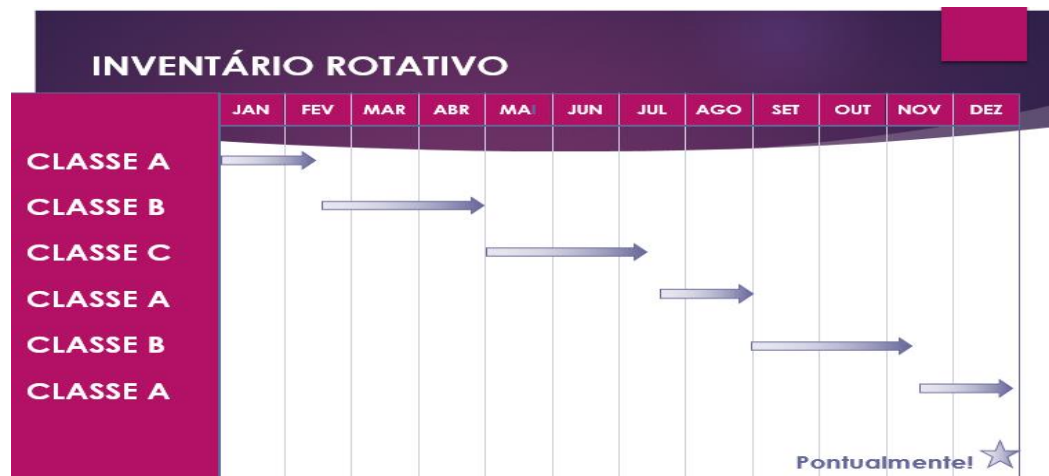 INVENTÁRIO ROTATIVO
JAN FEV MAR ABR MAI JUN JUL AGO SET OUT NOV DEZ
CLASSE A
CLASSE B
CLASSE C
CLASSE A
CLASSE B
CLASSE A
Pontualmente!